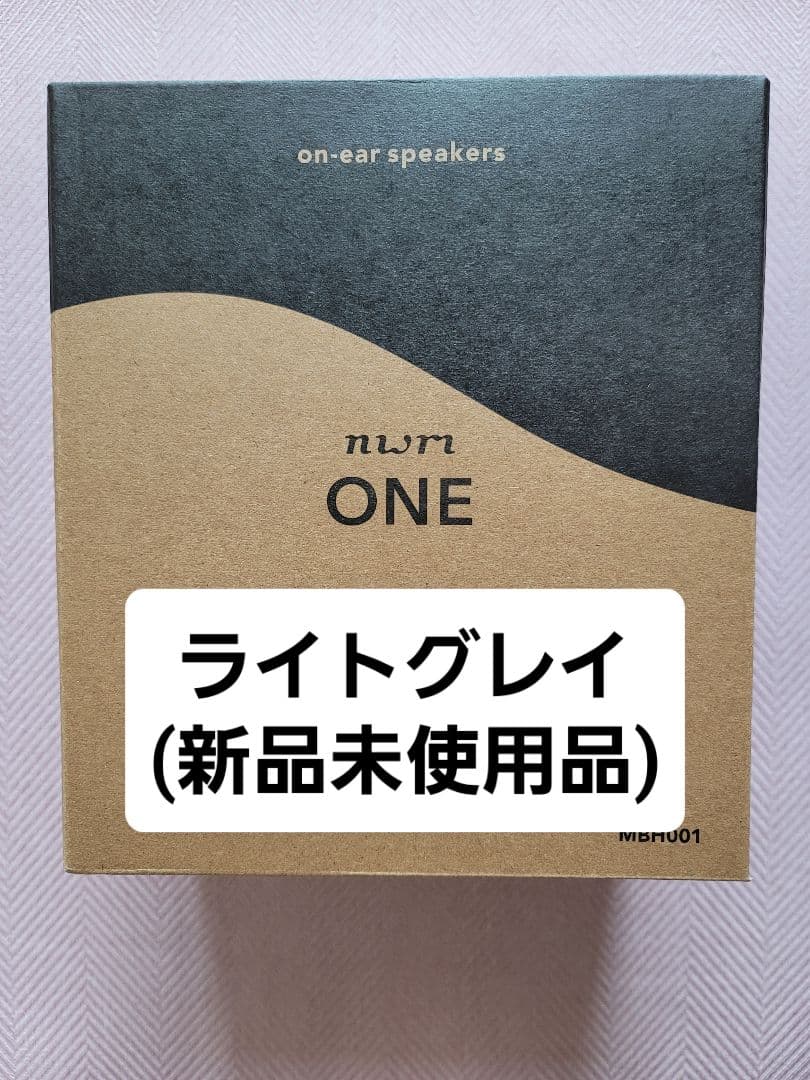 on-ear speakers
nwm
ONE
ライトグレイ
(新品未使用品)
MBH001